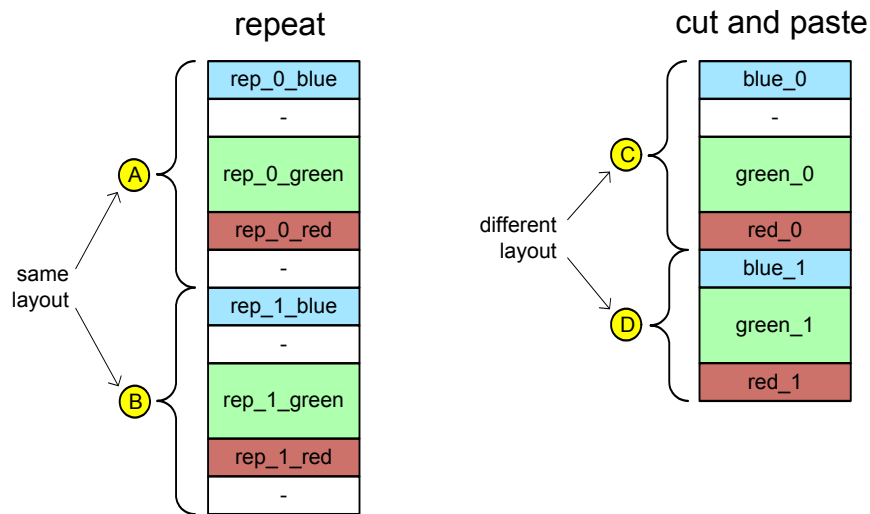 repeat
rep_0_blue
-
rep_0_green
rep_0_red
-
rep_1_blue
-
rep_1_green
rep_1_red
-
A
B
same
layout
cut and paste
blue_0
-
green_0
red_0
blue_1
green_1
red_1
C
D
different
layout